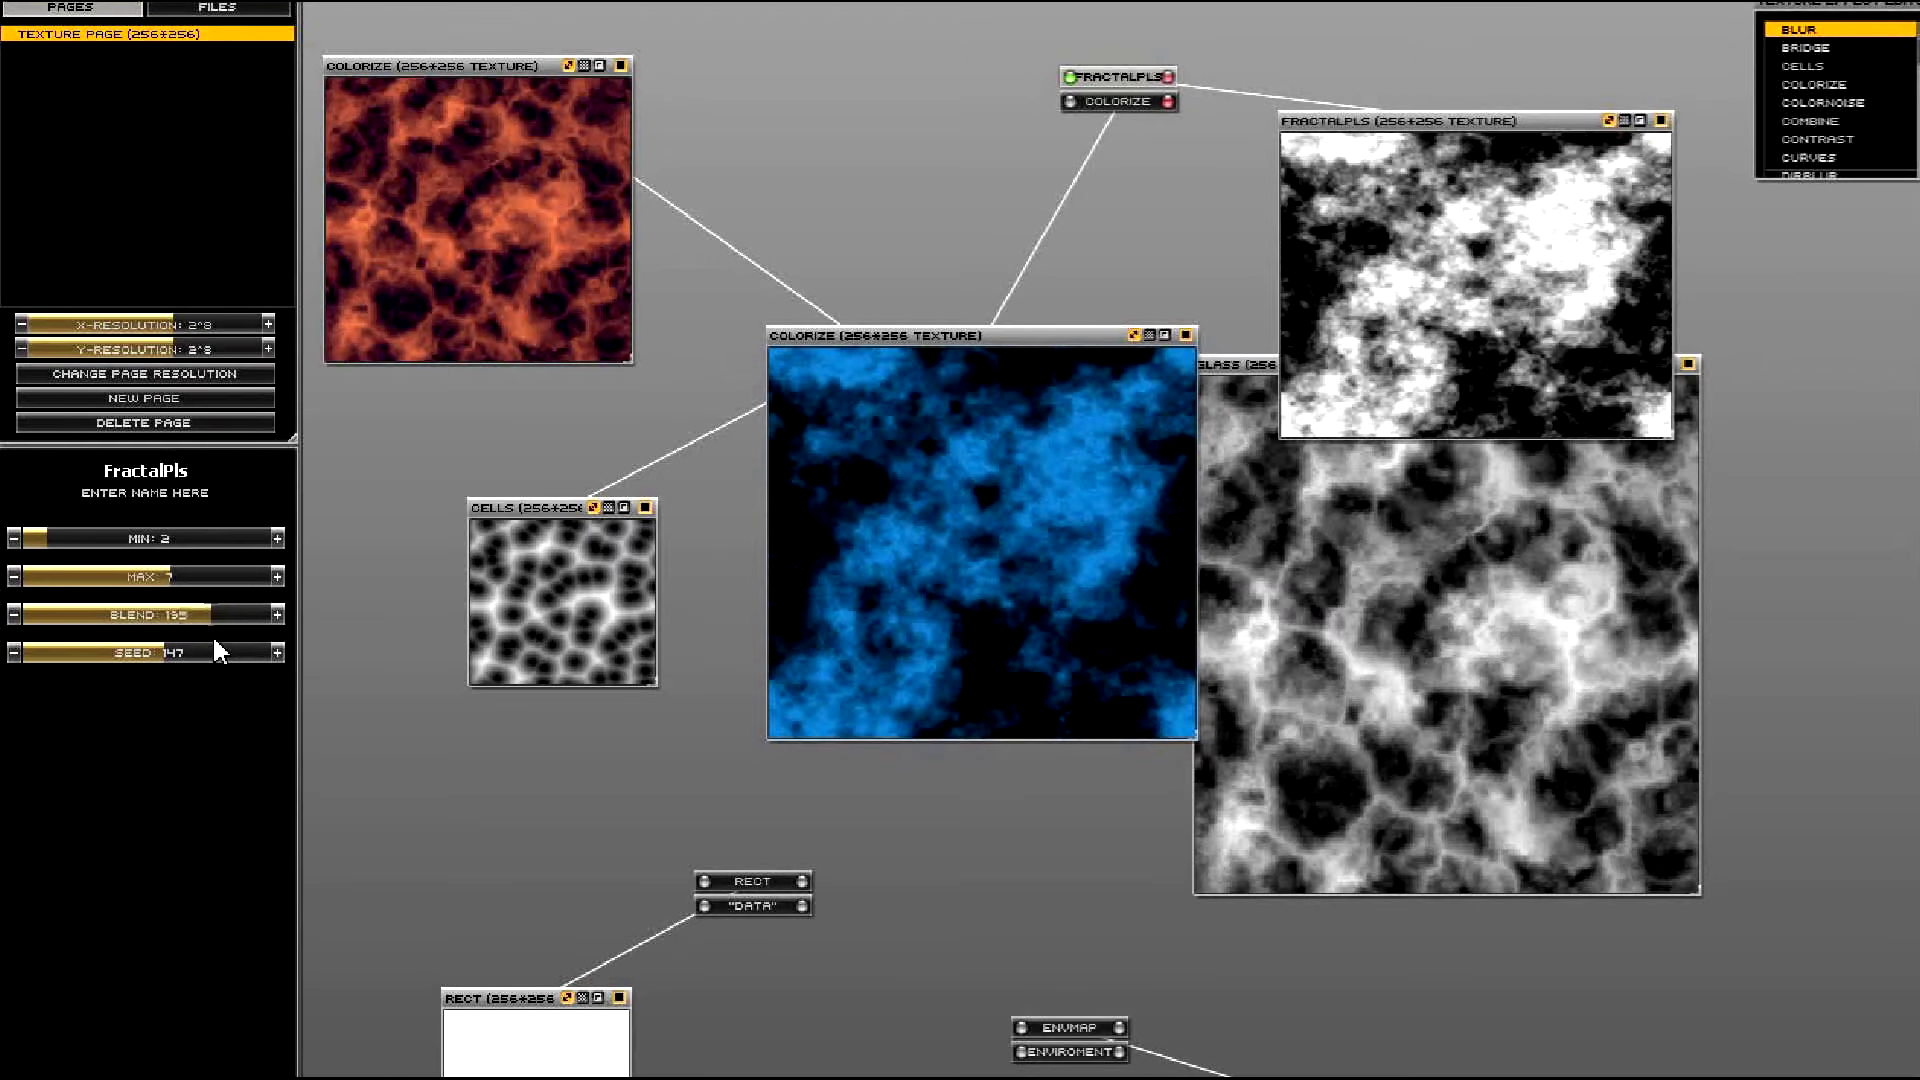 PAGES
FILES
TEXTURE PAGE (256*256)
X-RESOLUTION: 2^8
Y-RESOLUTION: 2^8
CHANGE PAGE RESOLUTION
NEW PAGE
DELETE PAGE
FractalPls
ENTER NAME HERE
MIN: 2
MAX: 7
BLEND: 195
SEED: 147
COLORIZE (256*256 TEXTURE)
FRACTALPLS
COLORIZE
FRACTALPLS (256*256 TEXTURE)
COLORIZE (256*256 TEXTURE)
GLASS (256
CELLS (256*256
RECT
"DATA"
RECT (256*256
ENVMAP
ENVIROMENT
BLUR
BRIDGE
CELLS
COLORIZE
COLORNOISE
COMBINE
CONTRAST
CURVES